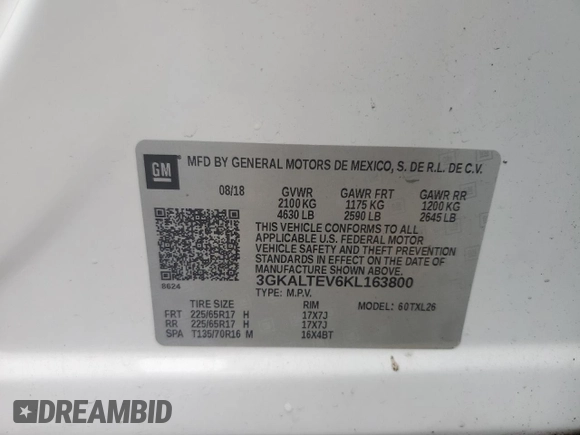 GM
MFD BY GENERAL MOTORS DE MEXICO, S. DE R.L. DE C.V.
08/18 GVWR GAWR FRT GAWR RR
2100 KG 1175 KG 1200 KG
4630 LB 2590 LB 2645 LB
THIS VEHICLE CONFORMS TO ALL
APPLICABLE U.S. FEDERAL MOTOR
VEHICLE SAFETY AND THEFT PREVENTION
STANDARDS IN EFFECT ON THE DATE OF
MANUFACTURE SHOWN ABOVE.
8624 3GKALTEV6KL163800
TYPE: M.P.V. MODEL: 60TXL26
TIRE SIZE RIM
FRT 225/65R17 H 17X7J
RR 225/65R17 H 17X7J
SPA T135/70R16 M 16X4BT
DREAMBID